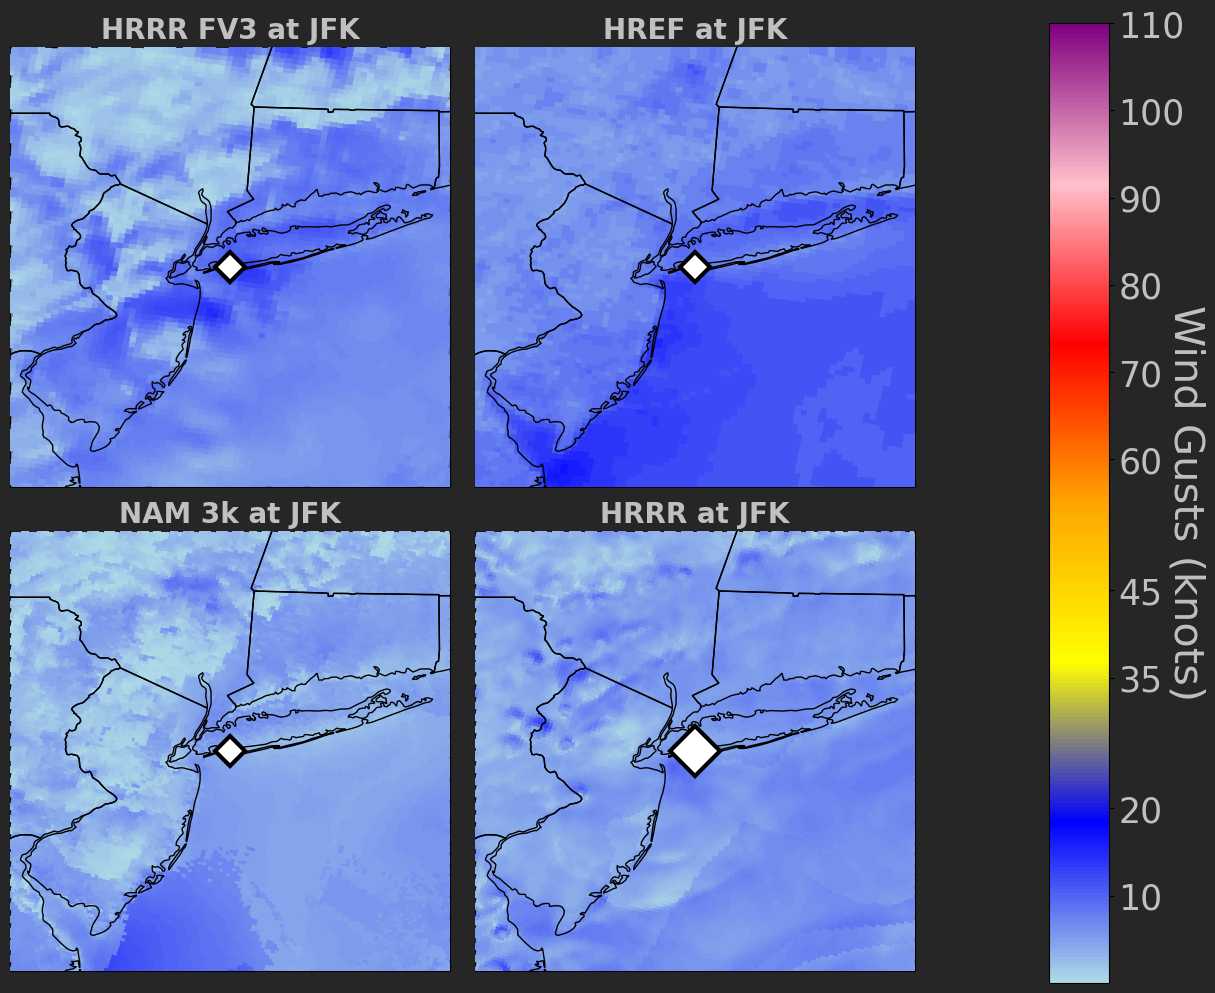 HRRR FV3 at JFK
HREF at JFK
NAM 3k at JFK
HRRR at JFK
110
100
90
80
70
60
45
35
20
10
Wind Gusts (knots)